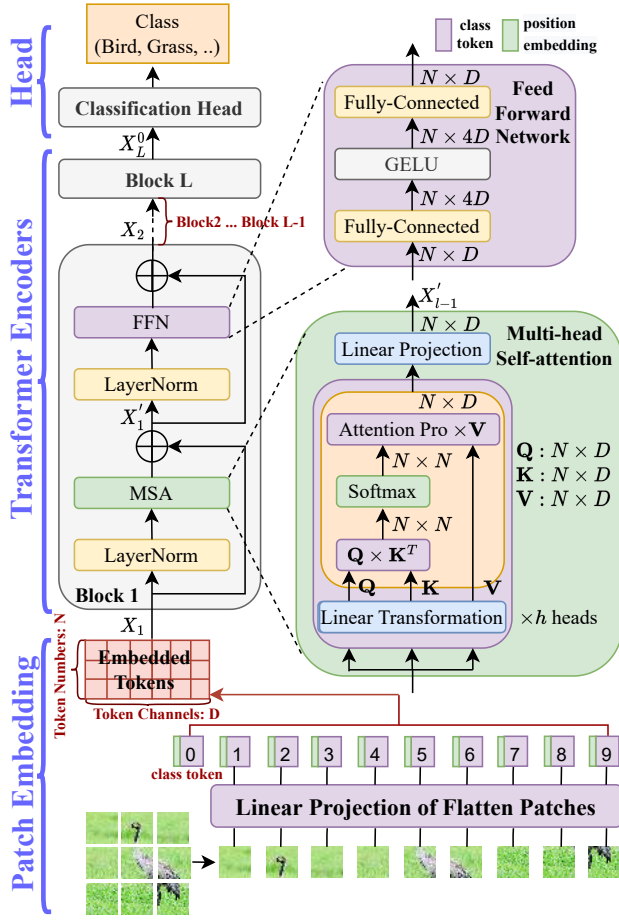 Head
Class
(Bird, Grass, ..)
Classification Head
X_L^0
Transformer Encoders
Block L
Block2 ... Block L-1
X_2
FFN
LayerNorm
X_1'
MSA
LayerNorm
Block 1
X_1
class
token
position
embedding
N × D
Feed
Forward
Network
Fully-Connected
N × 4D
GELU
N × 4D
Fully-Connected
N × D
X_{l-1}'
N × D
Multi-head
Self-attention
Linear Projection
N × D
Attention Pro × V
N × N
Softmax
N × N
Q × K^T
Q K V
Linear Transformation
× h heads
Q : N × D
K : N × D
V : N × D
Patch Embedding
Token Numbers: N
Embedded
Tokens
Token Channels: D
0 1 2 3 4 5 6 7 8 9
class token
Linear Projection of Flatten Patches